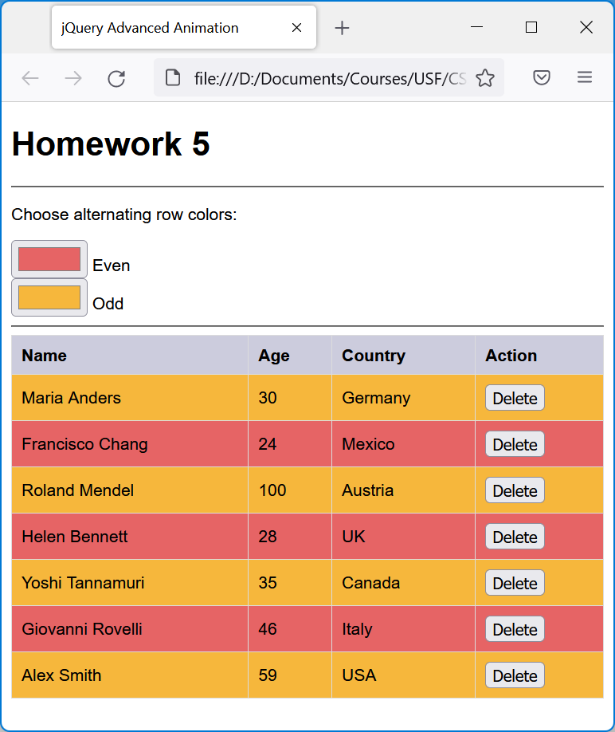 jQuery Advanced Animation
file:///D:/Documents/Courses/USF/CS
Homework 5
Choose alternating row colors:
Even
Odd
Name Age Country Action
Maria Anders 30 Germany Delete
Francisco Chang 24 Mexico Delete
Roland Mendel 100 Austria Delete
Helen Bennett 28 UK Delete
Yoshi Tannamuri 35 Canada Delete
Giovanni Rovelli 46 Italy Delete
Alex Smith 59 USA Delete